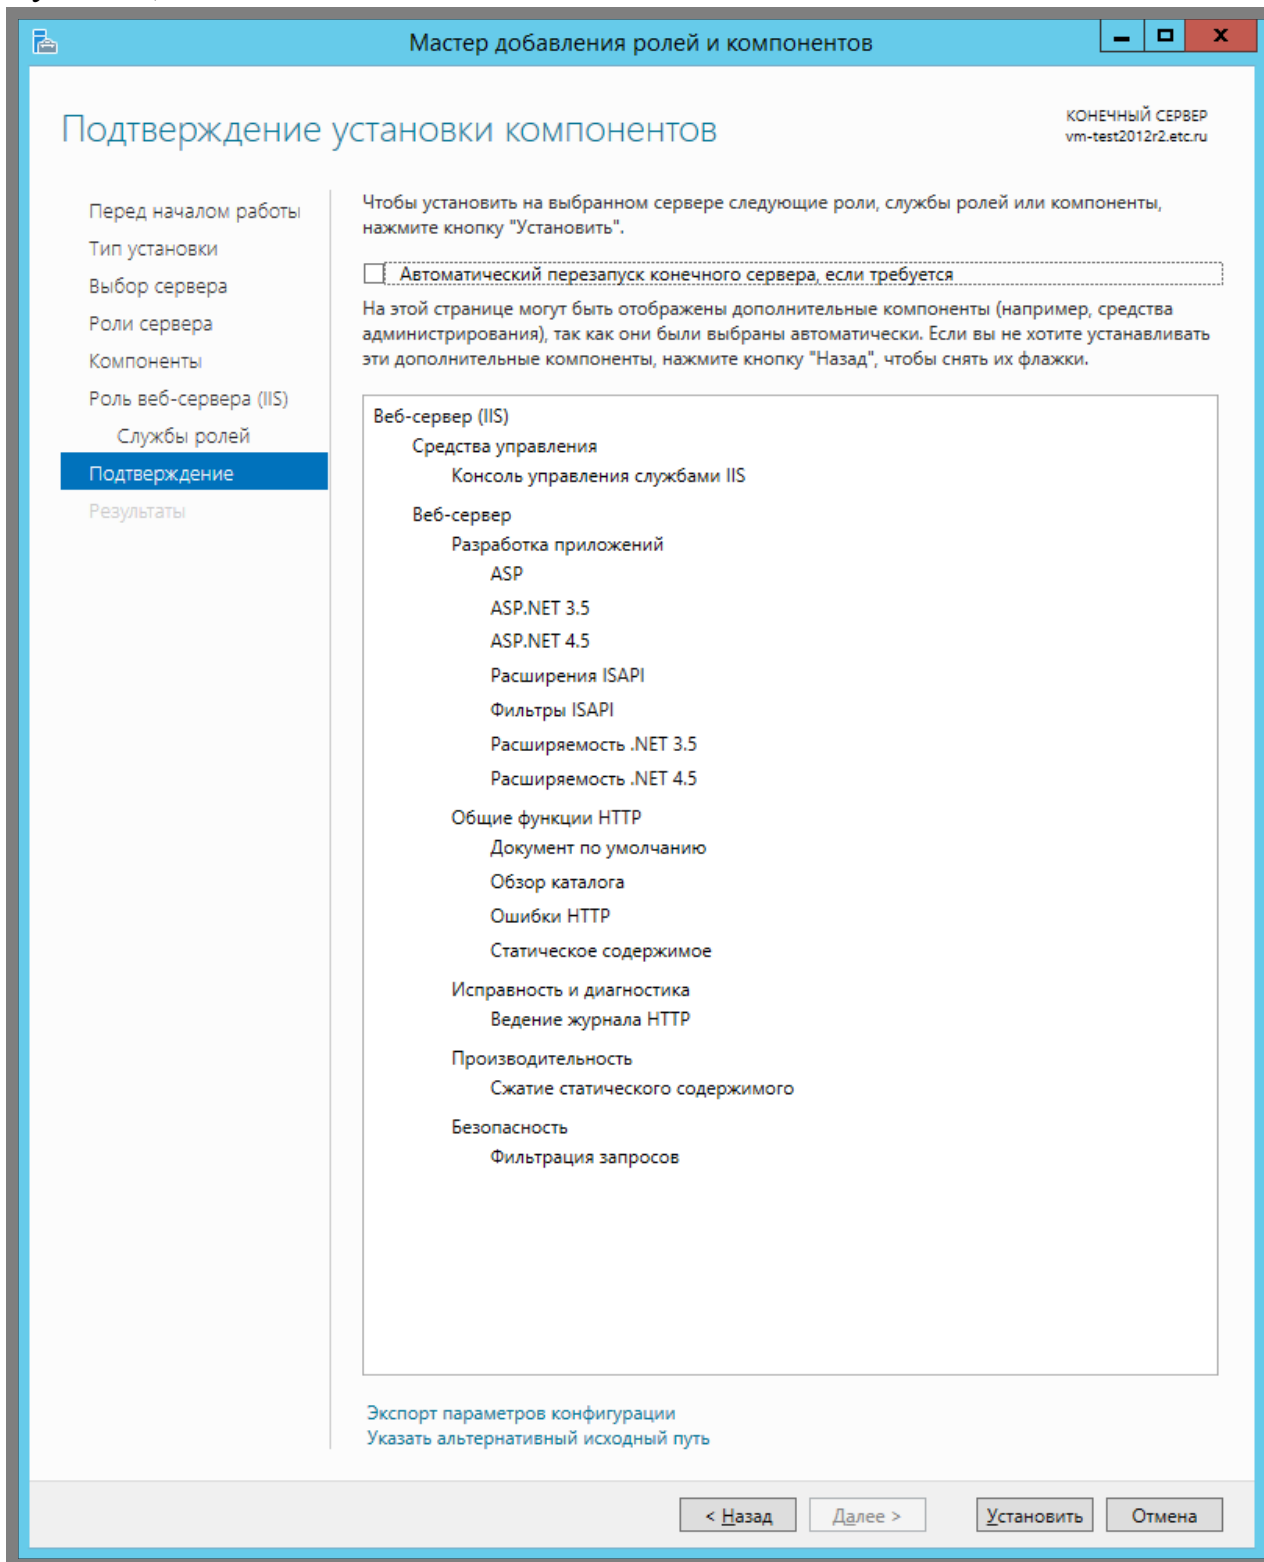 Мастер добавления ролей и компонентов
Подтверждение установки компонентов
КОНЕЧНЫЙ СЕРВЕР
vm-test2012r2.etc.ru
Перед началом работы
Тип установки
Выбор сервера
Роли сервера
Компоненты
Роль веб-сервера (IIS)
Службы ролей
Подтверждение
Результаты
Чтобы установить на выбранном сервере следующие роли, службы ролей или компоненты,
нажмите кнопку "Установить".
Автоматический перезапуск конечного сервера, если требуется
На этой странице могут быть отображены дополнительные компоненты (например, средства
администрирования), так как они были выбраны автоматически. Если вы не хотите устанавливать
эти дополнительные компоненты, нажмите кнопку "Назад", чтобы снять их флажки.
Веб-сервер (IIS)
Средства управления
Консоль управления службами IIS
Веб-сервер
Разработка приложений
ASP
ASP.NET 3.5
ASP.NET 4.5
Расширения ISAPI
Фильтры ISAPI
Расширяемость .NET 3.5
Расширяемость .NET 4.5
Общие функции HTTP
Документ по умолчанию
Обзор каталога
Ошибки HTTP
Статическое содержимое
Исправность и диагностика
Ведение журнала HTTP
Производительность
Сжатие статического содержимого
Безопасность
Фильтрация запросов
Экспорт параметров конфигурации
Указать альтернативный исходный путь
< Назад
Далее >
Установить
Отмена